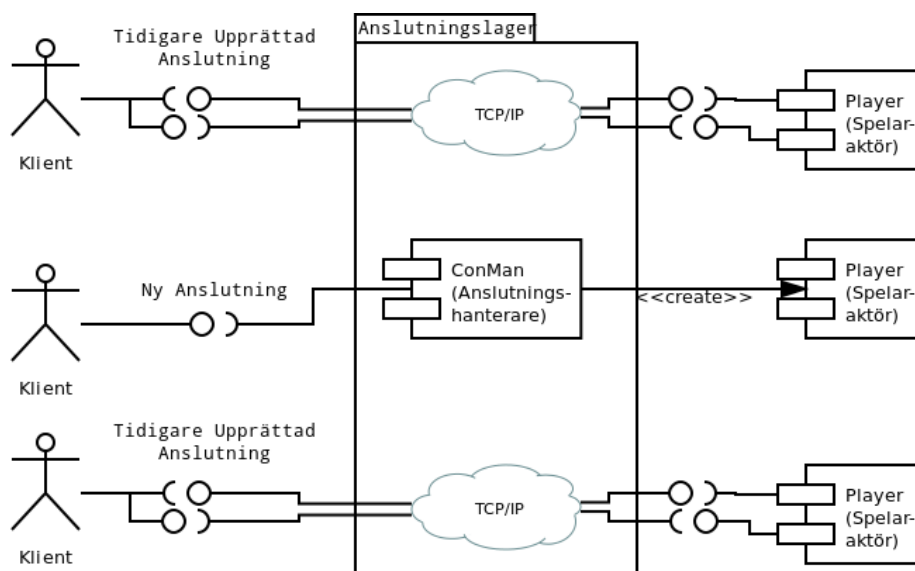 Anslutningslager
Tidigare Upprättad
Anslutning
Klient
TCP/IP
Player
(Spelar-
aktör)
Ny Anslutning
Klient
ConMan
(Anslutnings-
hanterare)
<<create>>
Player
(Spelar-
aktör)
Tidigare Upprättad
Anslutning
Klient
TCP/IP
Player
(Spelar-
aktör)